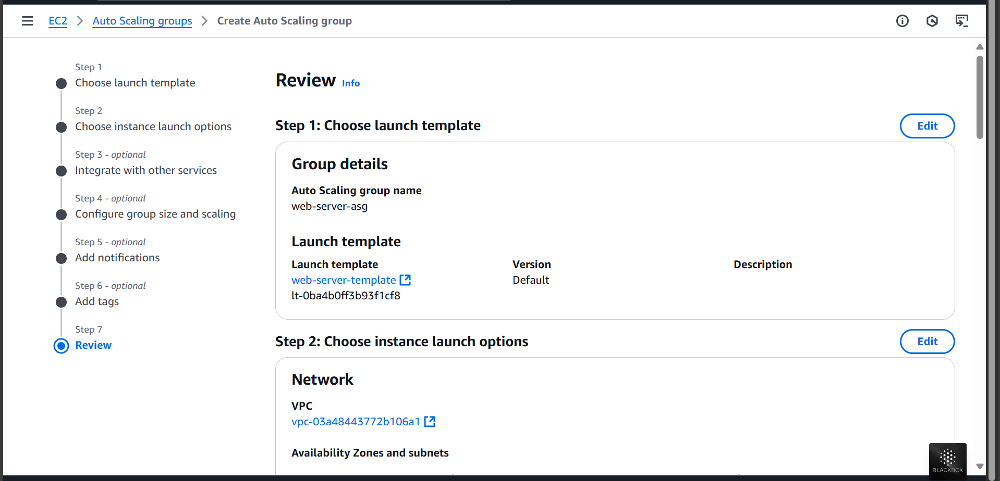 EC2 > Auto Scaling groups > Create Auto Scaling group
Step 1
Choose launch template
Step 2
Choose instance launch options
Step 3 - optional
Integrate with other services
Step 4 - optional
Configure group size and scaling
Step 5 - optional
Add notifications
Step 6 - optional
Add tags
Step 7
Review
Review Info
Step 1: Choose launch template
Edit
Group details
Auto Scaling group name
web-server-asg
Launch template
Launch template
web-server-template
lt-0ba4b0ff3b93f1cf8
Version
Default
Description
Step 2: Choose instance launch options
Edit
Network
VPC
vpc-03a48443772b106a1
Availability Zones and subnets
BLACKBOX